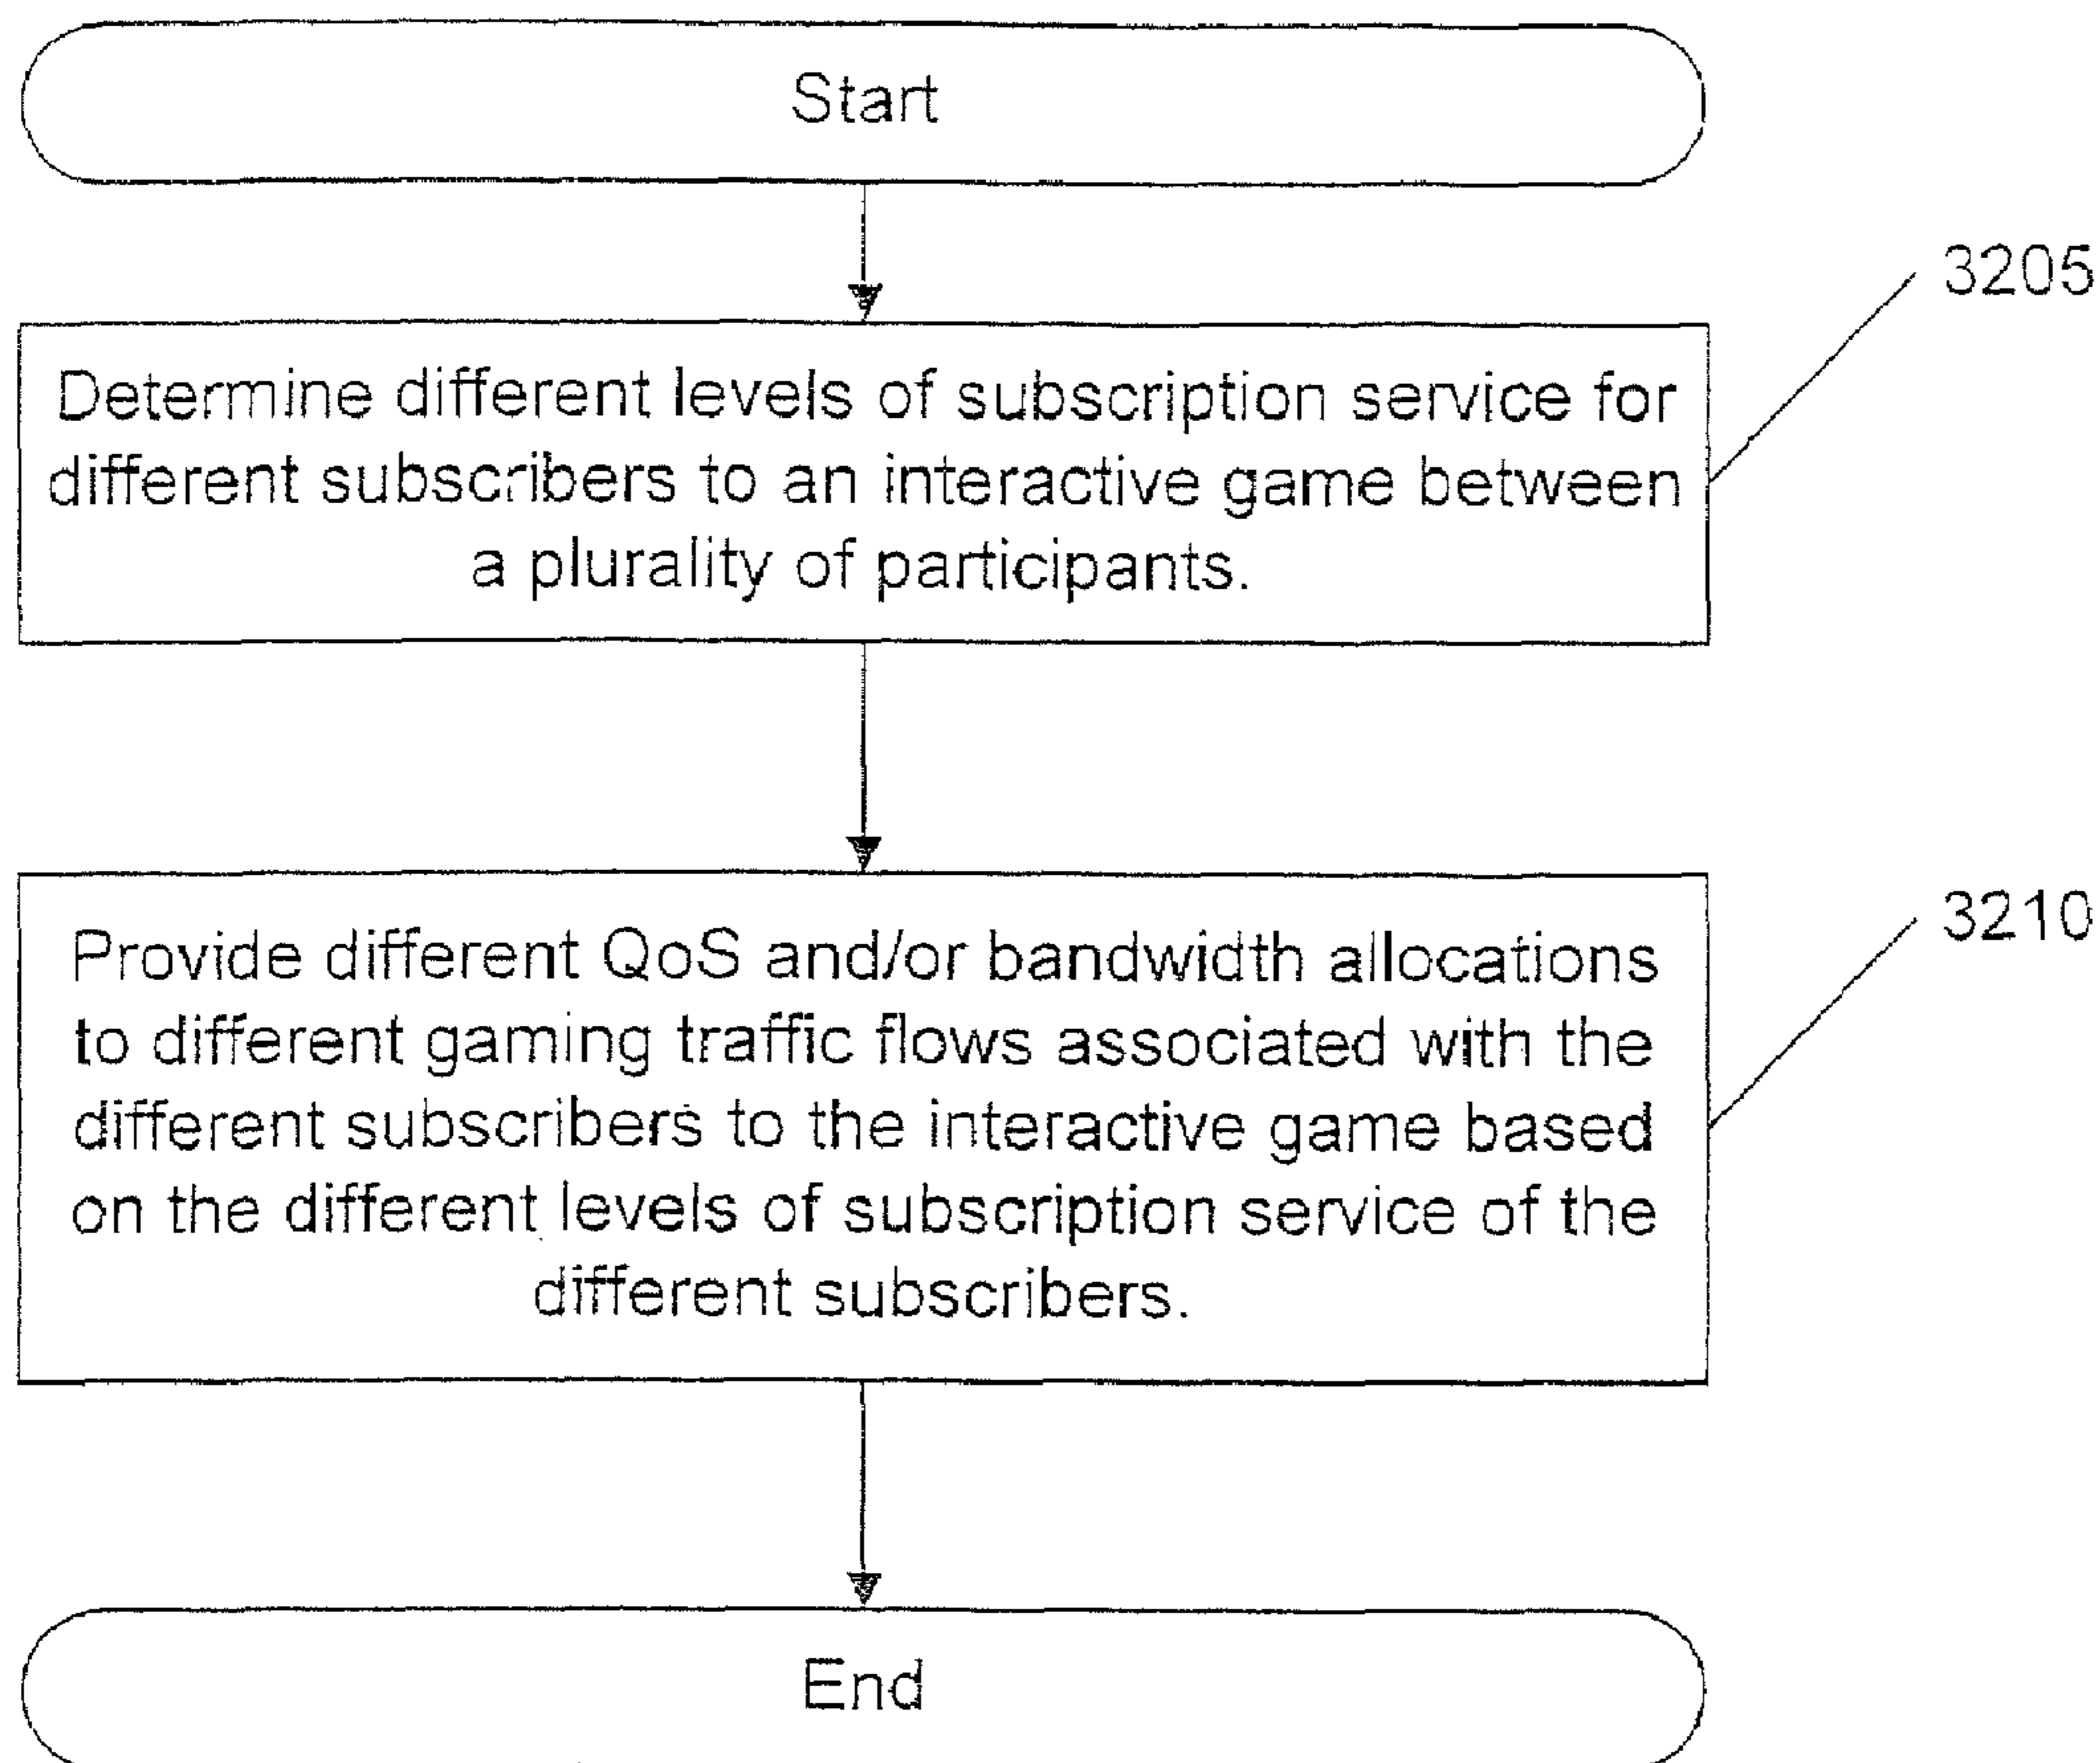 Start
3205
Determine different levels of subscription service for
different subscribers to an interactive game between
a plurality of participants.
3210
Provide different QoS and/or bandwidth allocations
to different gaming traffic flows associated with the
different subscribers to the interactive game based
on the different levels of subscription service of the
different subscribers.
End